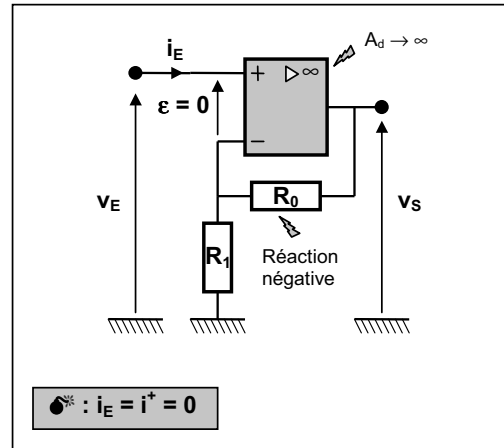 i_E
A_d → ∞
+ ▷ ∞
ε = 0
−
v_E
R_0
v_S
R_1
Réaction
négative
: i_E = i^+ = 0